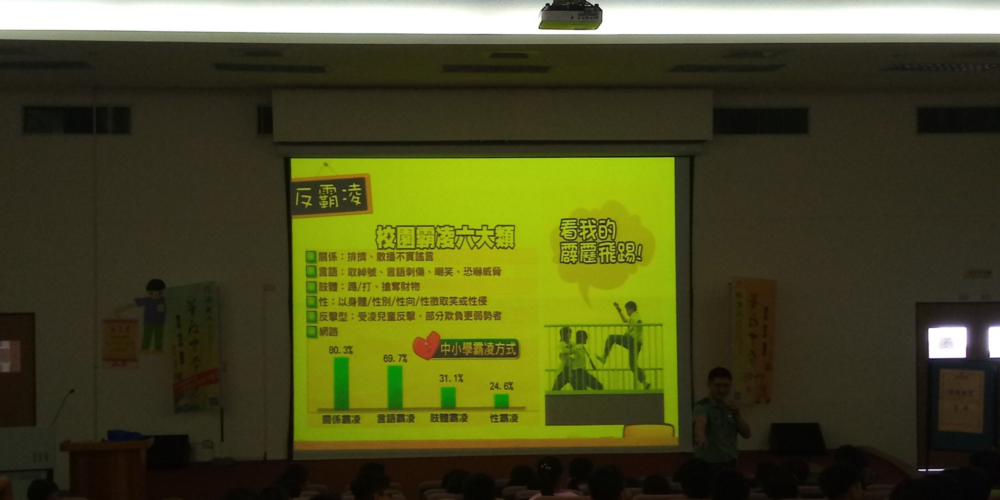 反霸凌
校園霸凌六大類
看我的
霹靂飛踢!
關係：排擠、散播不實謠言
言語：取綽號、言語刺傷、嘲笑、恐嚇威脅
肢體：踢/打、搶奪財物
性：以身體/性別/性向/性徵取笑或性侵
反擊型：受凌兒童反擊，部分欺負更弱勢者
網路
中小學霸凌方式
80.3%
69.7%
31.1%
24.6%
關係霸凌
言語霸凌
肢體霸凌
性霸凌